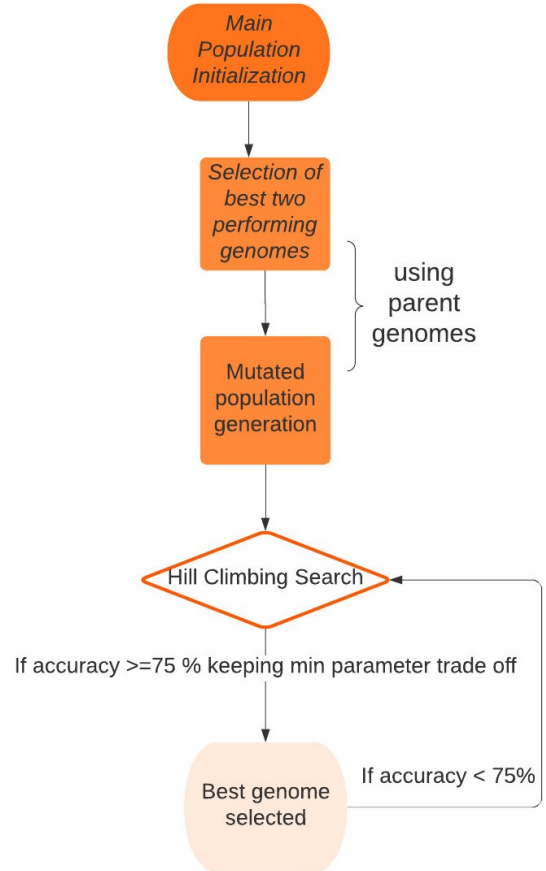 Main
Population
Initialization
Selection of
best two
performing
genomes
using
parent
genomes
Mutated
population
generation
Hill Climbing Search
If accuracy >=75 % keeping min parameter trade off
If accuracy < 75%
Best genome
selected